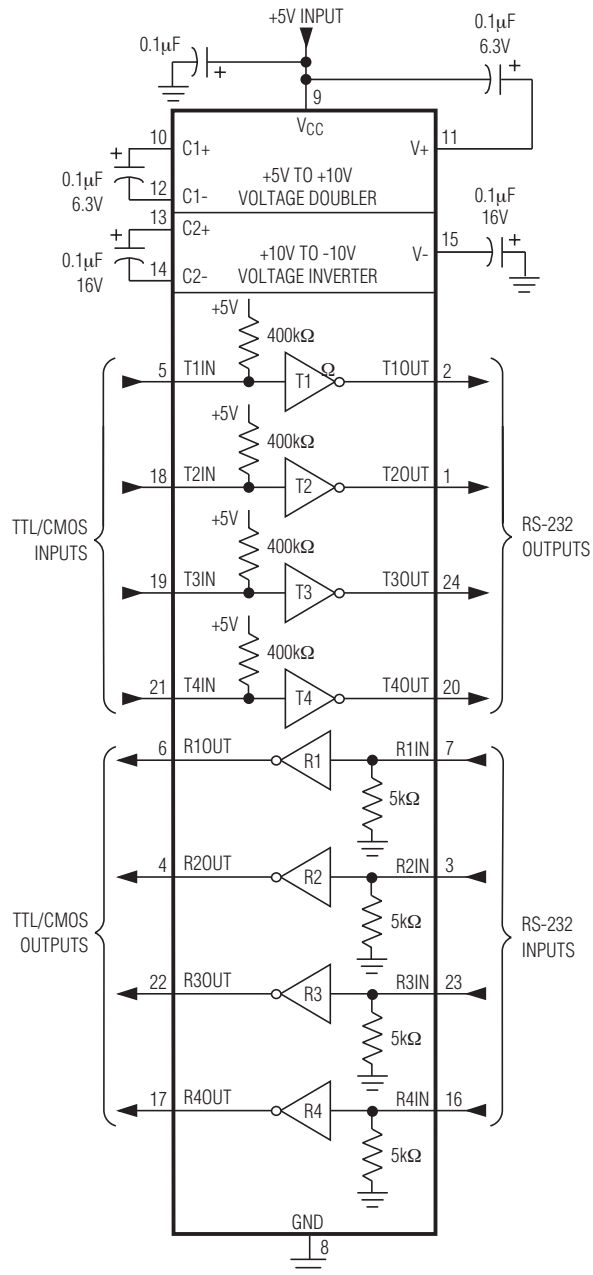 +5V INPUT
0.1µF
0.1µF
6.3V
+
+
9
VCC
10
C1+
V+
11
+
0.1µF
6.3V
+5V TO +10V
VOLTAGE DOUBLER
12
C1-
13
C2+
+
0.1µF
16V
+10V TO -10V
VOLTAGE INVERTER
V-
15
0.1µF
16V
+
14
C2-
+5V
400kΩ
5
T1IN
T1
Ω
T1OUT
2
+5V
400kΩ
18
T2IN
T2
T2OUT
1
TTL/CMOS
INPUTS
RS-232
OUTPUTS
+5V
400kΩ
19
T3IN
T3
T3OUT
24
+5V
400kΩ
21
T4IN
T4
T4OUT
20
6
R1OUT
R1
R1IN
7
5kΩ
4
R2OUT
R2
R2IN
3
5kΩ
TTL/CMOS
OUTPUTS
RS-232
INPUTS
22
R3OUT
R3
R3IN
23
5kΩ
17
R4OUT
R4
R4IN
16
5kΩ
GND
8